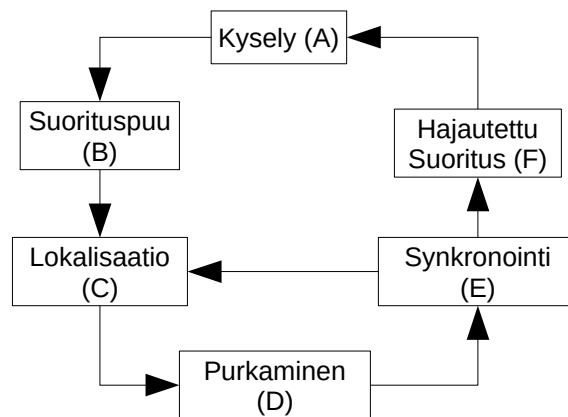 Kysely (A)
Suorituspuu
(B)
Hajautettu
Suoritus (F)
Lokalisaatio
(C)
Synkronointi
(E)
Purkaminen
(D)